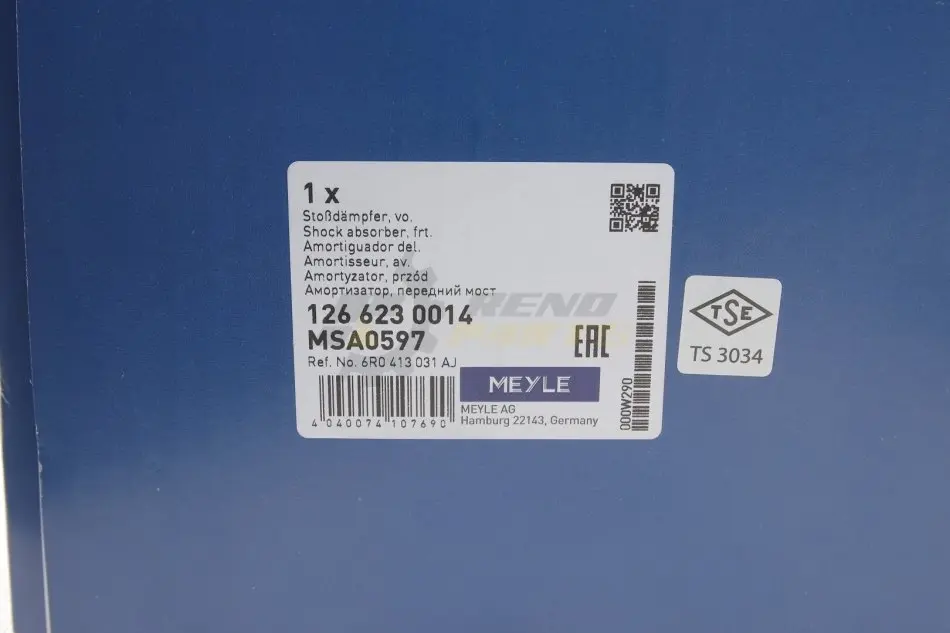 1 x
Stoßdämpfer, vo.
Shock absorber, frt.
Amortiguador del.
Amortisseur, av.
Amortyzator, przód
Амортизатор, передний мост
126 623 0014
MSA0597
Ref. No. 6R0 413 031 AJ
EAC
4 040074 107690
MEYLE
MEYLE AG
Hamburg 22143, Germany
000W290
TSE
TS 3034